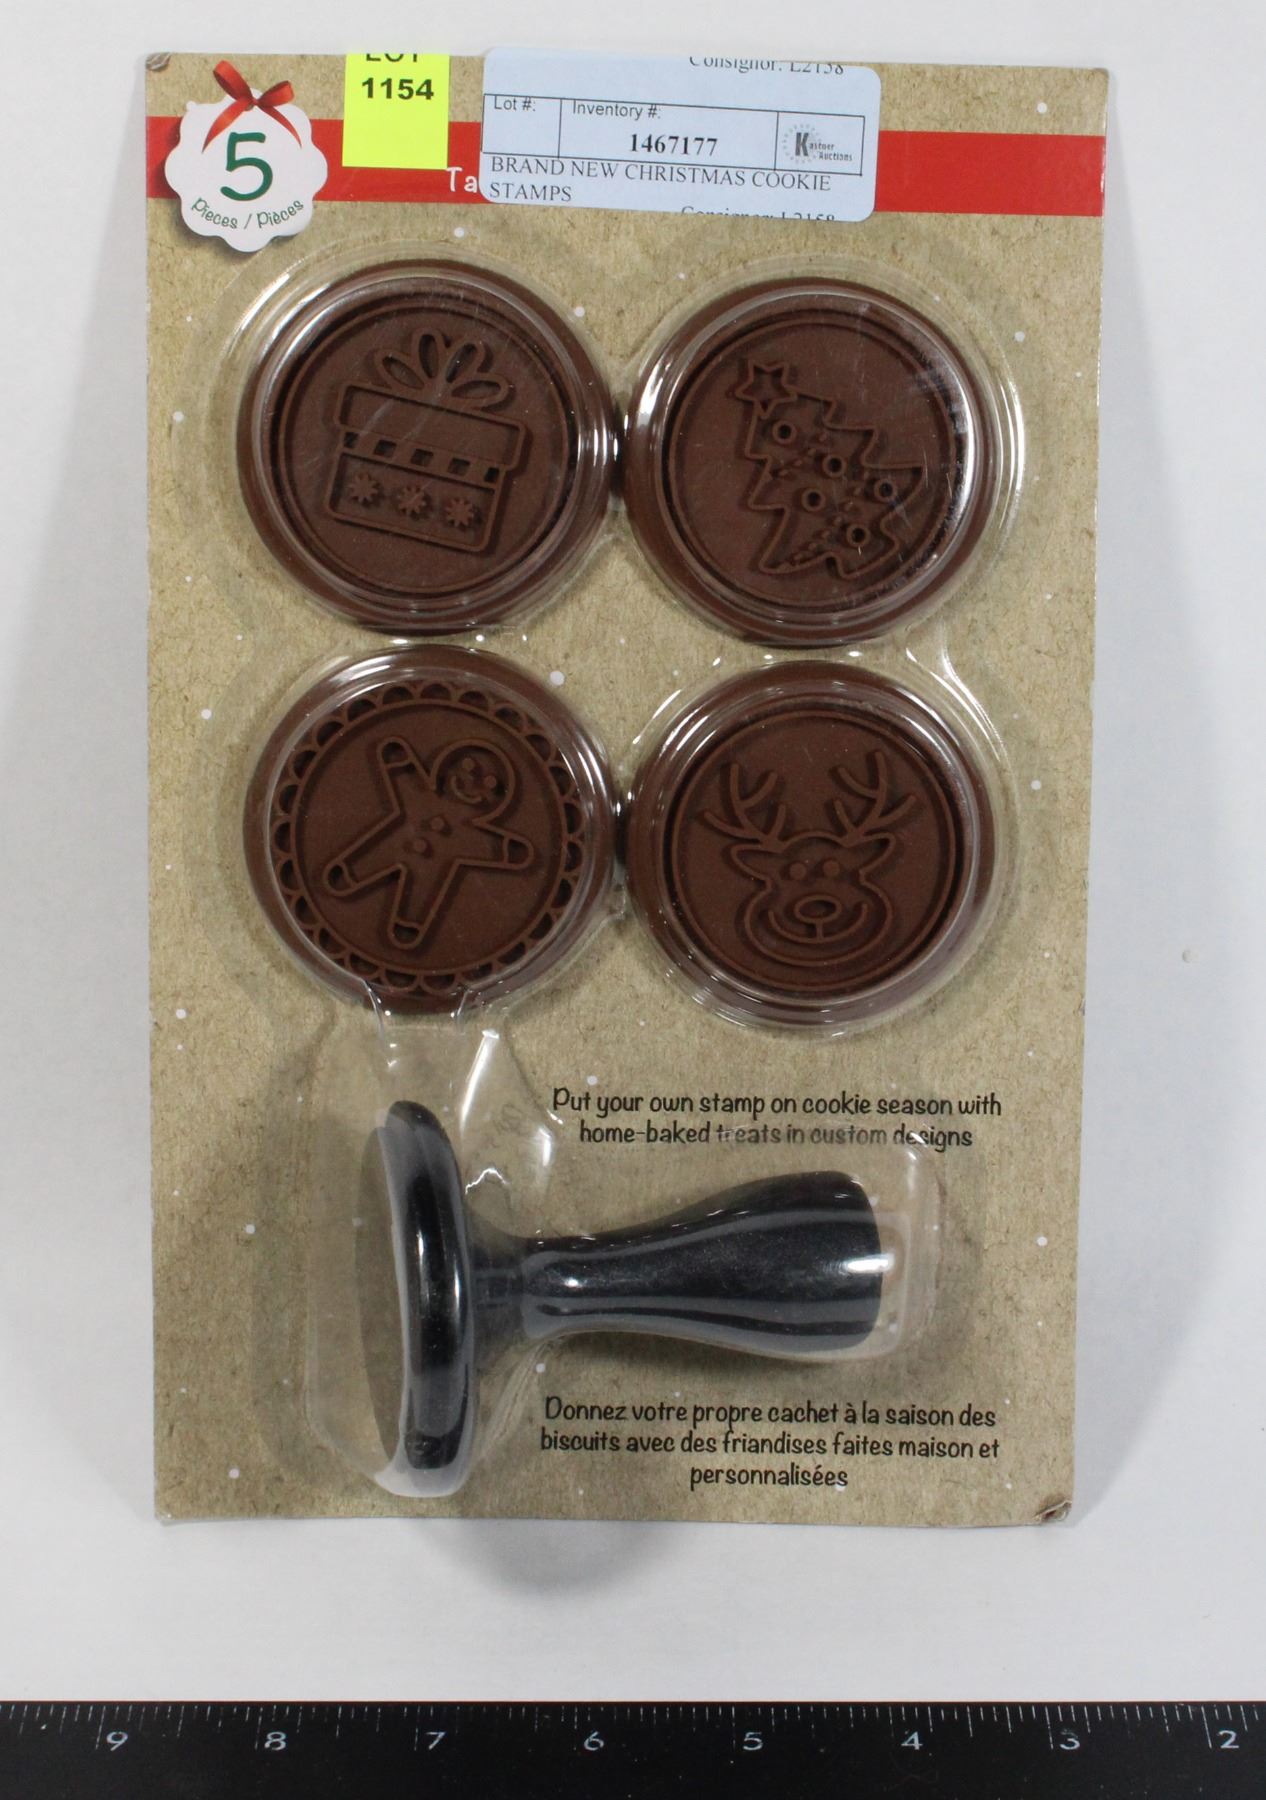 LOT
1154
Consignor: L2158
Lot #:
Inventory #:
1467177
Kastner
Auctions
BRAND NEW CHRISTMAS COOKIE
STAMPS
Consignor: L2158
5
Pieces / Pièces
Put your own stamp on cookie season with
home-baked treats in custom designs
Donnez votre propre cachet à la saison des
biscuits avec des friandises faites maison et
personnalisées
9 8 7 6 5 4 3 2